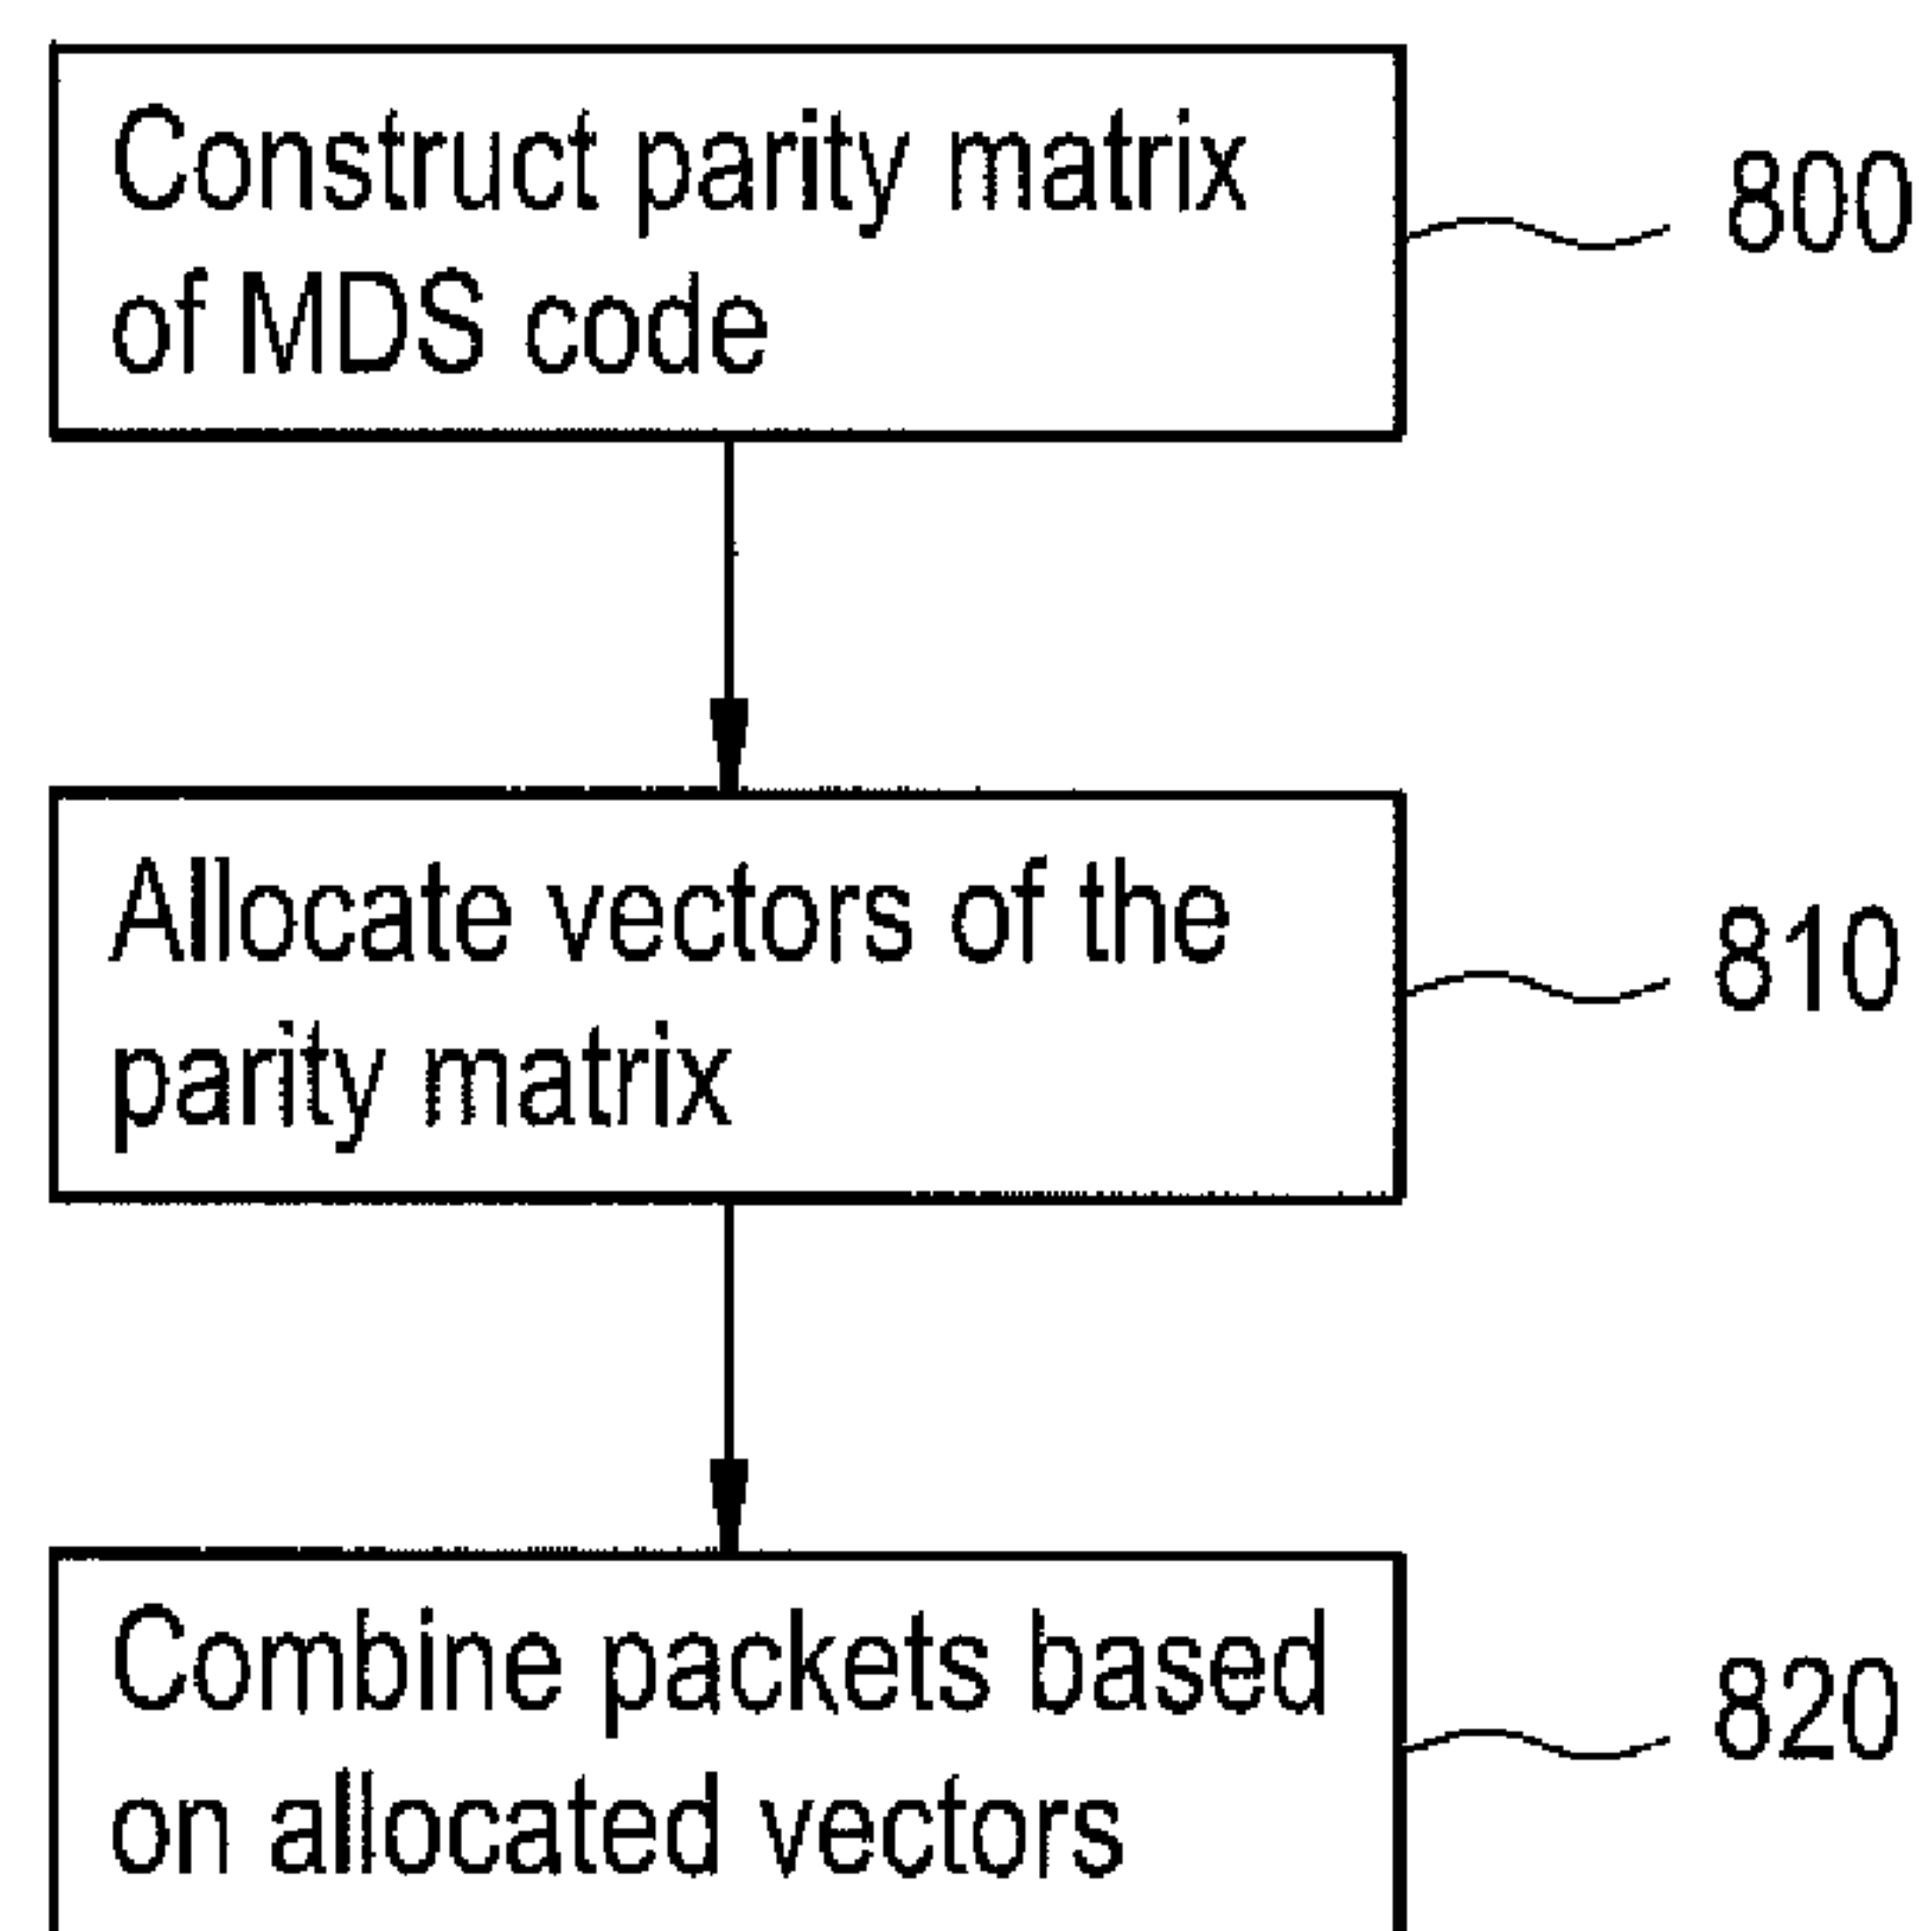 Construct parity matrix
of MDS code
800
Allocate vectors of the
parity matrix
810
Combine packets based
on allocated vectors
820